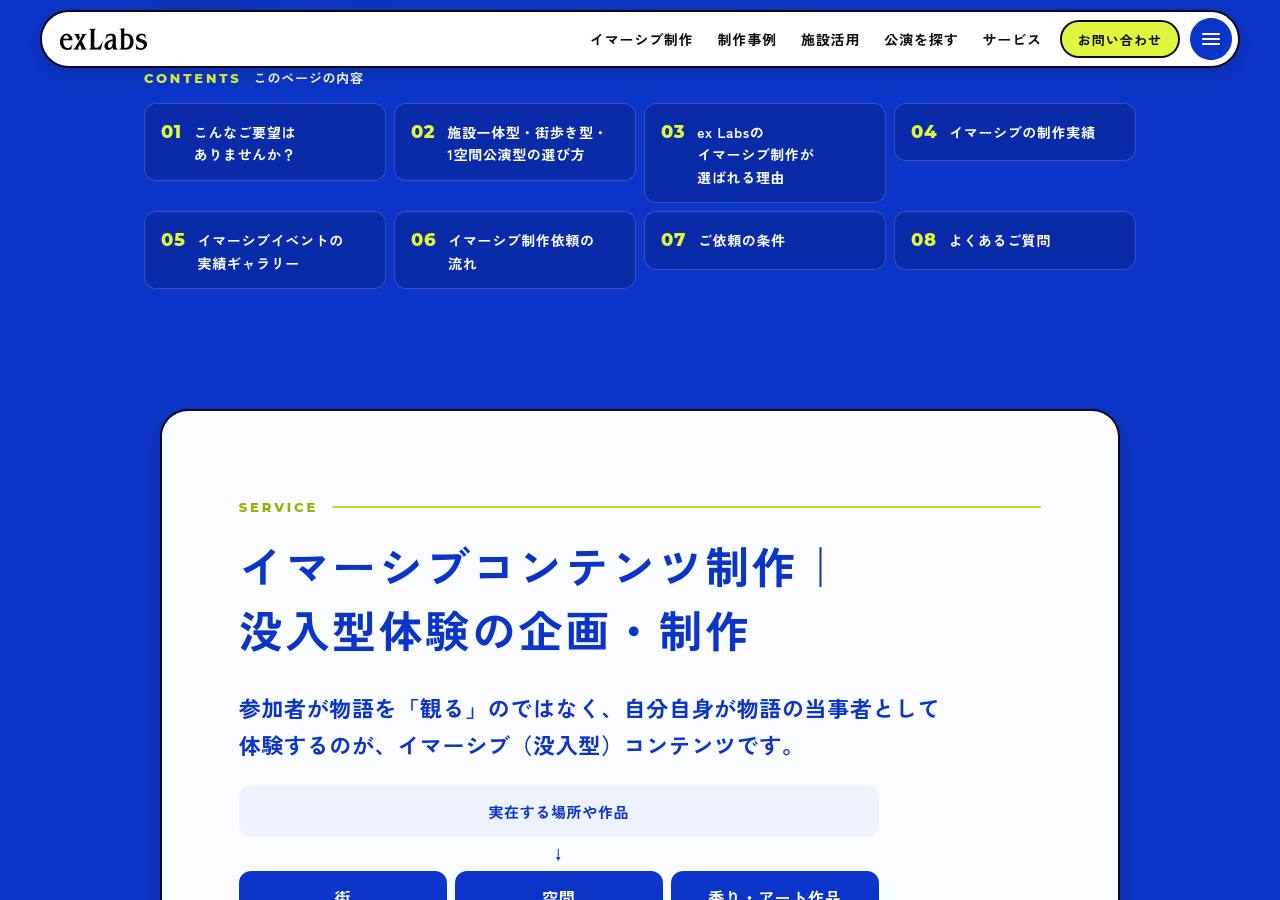 exLabs
イマーシブ制作 制作事例 施設活用 公演を探す サービス お問い合わせ
CONTENTS このページの内容
01 こんなご要望は
ありませんか？
02 施設一体型・街歩き型・
1空間公演型の選び方
03 ex Labsの
イマーシブ制作が
選ばれる理由
04 イマーシブの制作実績
05 イマーシブイベントの
実績ギャラリー
06 イマーシブ制作依頼の
流れ
07 ご依頼の条件
08 よくあるご質問
SERVICE
イマーシブコンテンツ制作｜
没入型体験の企画・制作
参加者が物語を「観る」のではなく、自分自身が物語の当事者として
体験するのが、イマーシブ（没入型）コンテンツです。
実在する場所や作品
↓
街 空間 香り・アート作品